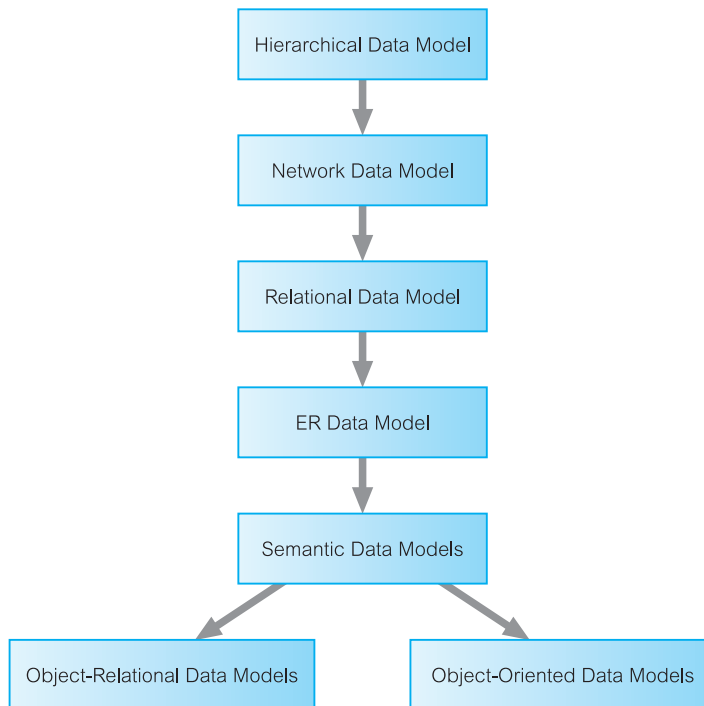 Hierarchical Data Model
Network Data Model
Relational Data Model
ER Data Model
Semantic Data Models
Object-Relational Data Models
Object-Oriented Data Models